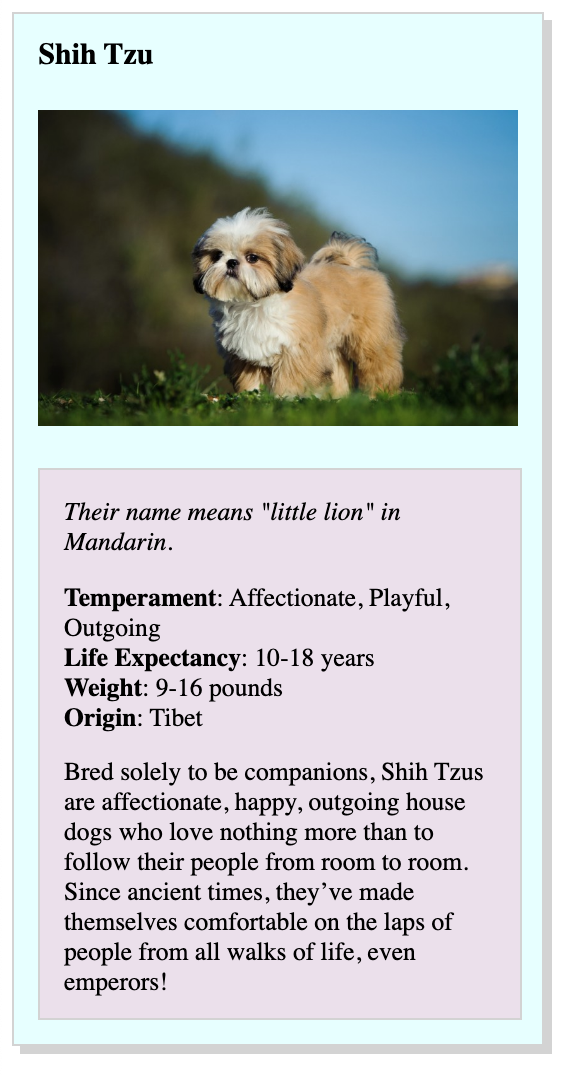 Shih Tzu
Their name means "little lion" in
Mandarin.
Temperament: Affectionate, Playful,
Outgoing
Life Expectancy: 10-18 years
Weight: 9-16 pounds
Origin: Tibet
Bred solely to be companions, Shih Tzus
are affectionate, happy, outgoing house
dogs who love nothing more than to
follow their people from room to room.
Since ancient times, they’ve made
themselves comfortable on the laps of
people from all walks of life, even
emperors!